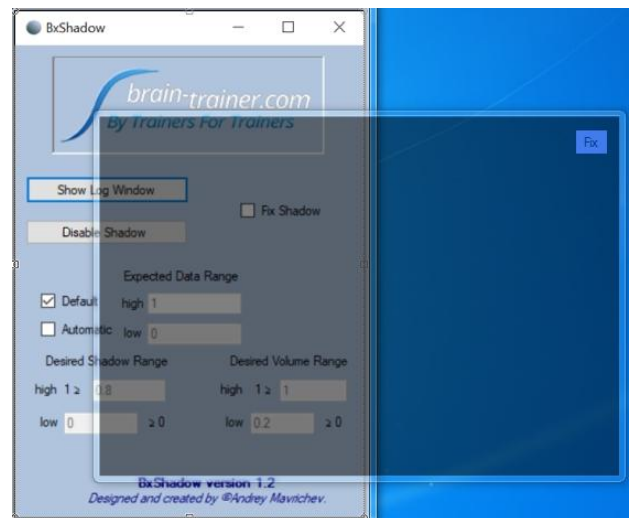 BxShadow
brain-trainer.com
By Trainers For Trainers
Fix
Show Log Window
Fix Shadow
Disable Shadow
Expected Data Range
Default high 1
Automatic low 0
Desired Shadow Range Desired Volume Range
high 1 ≥ 0.8 high 1 ≥ 1
low 0 ≥ 0 low 0.2 ≥ 0
BxShadow version 1.2
Designed and created by ©Andrey Mavrichev.